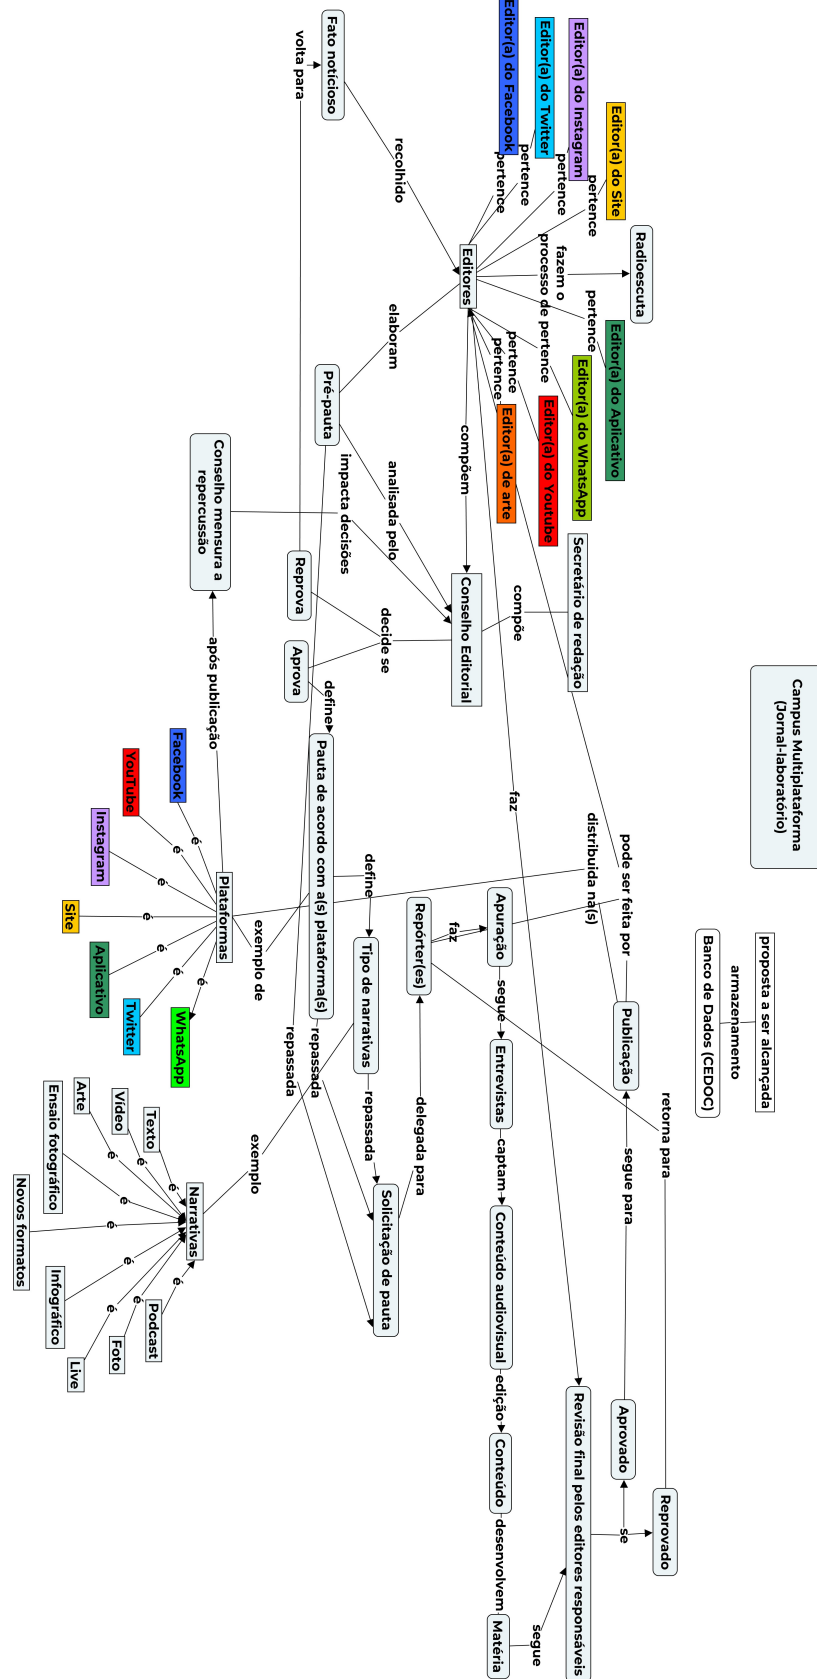 Campus Multiplataforma
(Jornal-laboratório)
proposta a ser alcançada
armazenamento
Banco de Dados (CEDOC)
Fato notícioso
volta para
recolhido
Editor(a) do Facebook
Editor(a) do Twitter
Editor(a) do Instagram
Editor(a) do Site
pertence
pertence
pertence
pertence
Radioescuta
fazem o
processo de
Editores
pertence
pertence
pertence
pertence
Editor(a) do Aplicativo
Editor(a) do WhatsApp
Editor(a) do Youtube
Editor(a) de arte
elaboram
Pré-pauta
compõem
analisada pelo
impacta decisões
Conselho mensura a
repercussão
Secretário de redação
compõe
Conselho Editorial
decide se
Reprova
Aprova
define
após publicação
faz
pode ser feita por
distribuida na(s)
Pauta de acordo com a(s) plataforma(s)
define
Tipo de narrativas
Facebook
YouTube
Instagram
Site
Aplicativo
Twitter
WhatsApp
é
é
é
é
é
é
é
Plataformas
exemplo de
Repórter(es)
faz
Apuração
segue
Entrevistas
captam
Conteúdo audiovisual
edição
Conteúdo
desenvolvem
Matéria
segue
Publicação
retorna para
segue para
repassada
repassada
repassada
delegada para
Solicitação de pauta
exemplo
Texto
Vídeo
Arte
Ensaio fotográfico
Novos formatos
Infográfico
Live
Foto
Podcast
é
é
é
é
é
é
é
é
é
Narrativas
Revisão final pelos editores responsáveis
se
Aprovado
Reprovado